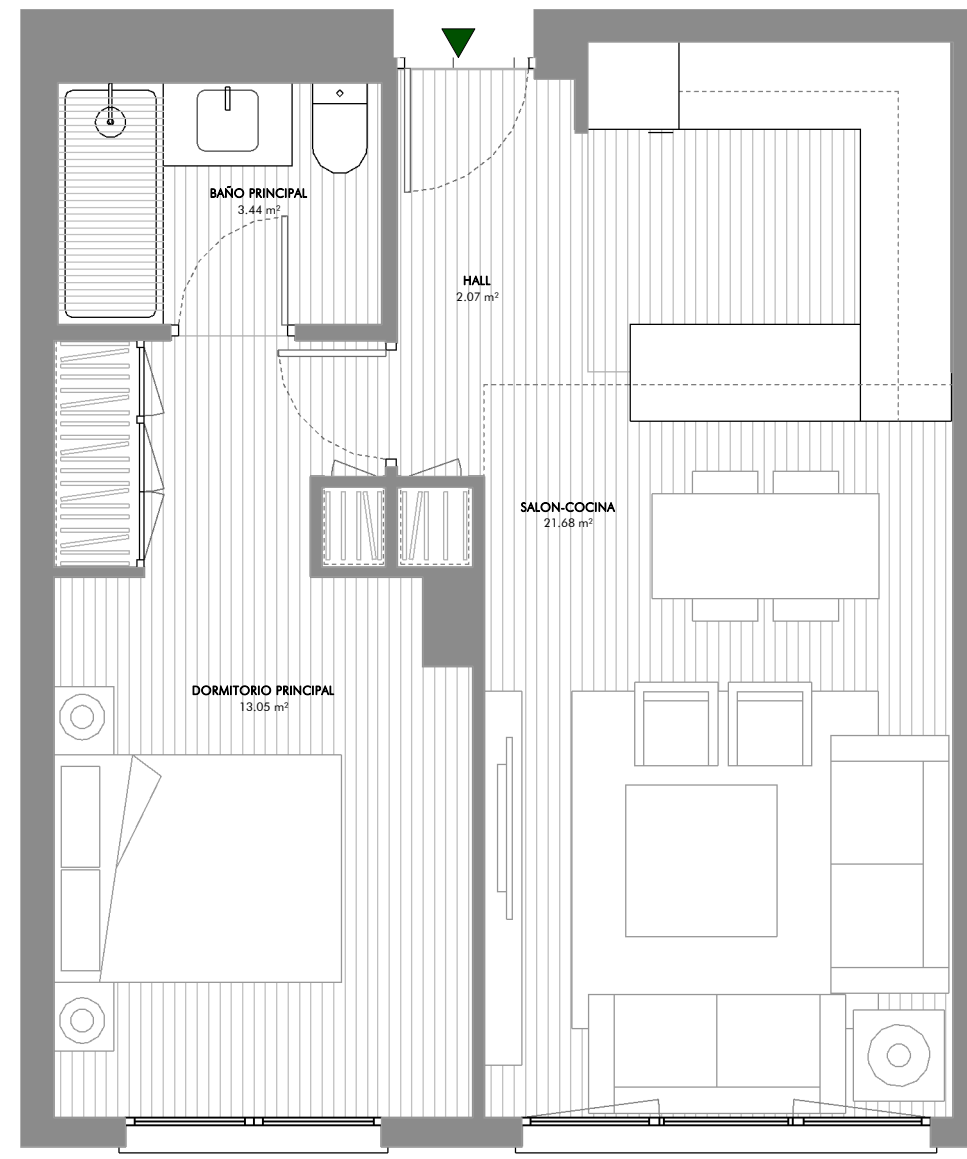 BAÑO PRINCIPAL
3.44 m²
HALL
2.07 m²
SALON-COCINA
21.68 m²
DORMITORIO PRINCIPAL
13.05 m²